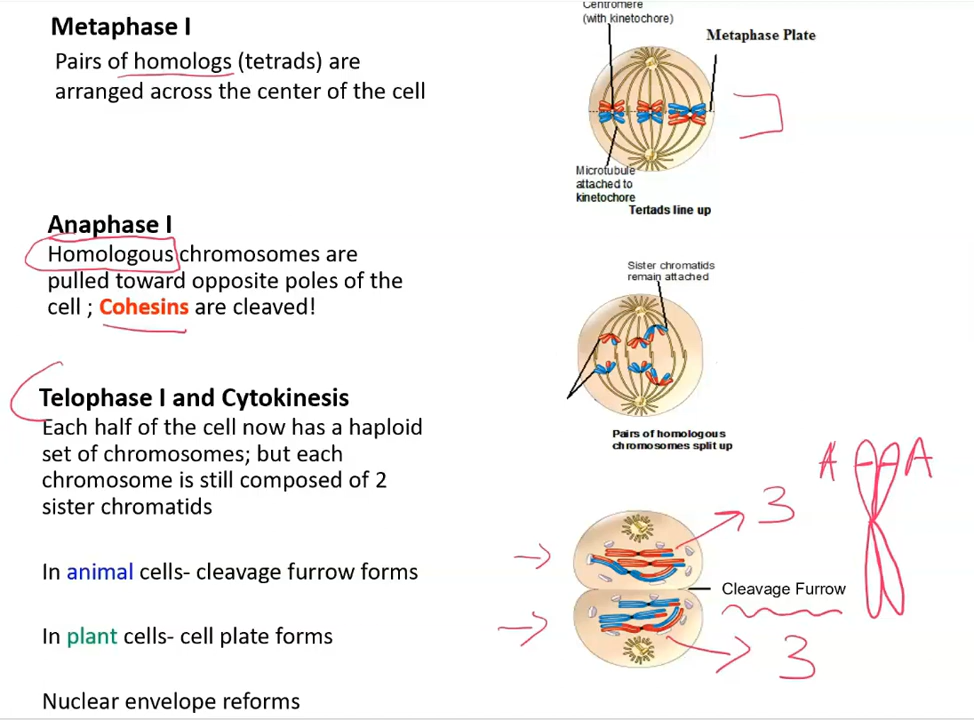 Metaphase I
Pairs of homologs (tetrads) are
arranged across the center of the cell
Centromere
(with kinetochore)
Metaphase Plate
Microtubule
attached to
kinetochore
Tertads line up
Anaphase I
Homologous chromosomes are
pulled toward opposite poles of the
cell ; Cohesins are cleaved!
Sister chromatids
remain attached
Pairs of homologous
chromosomes split up
Telophase I and Cytokinesis
Each half of the cell now has a haploid
set of chromosomes; but each
chromosome is still composed of 2
sister chromatids
In animal cells- cleavage furrow forms
In plant cells- cell plate forms
Nuclear envelope reforms
A A A A
3
Cleavage Furrow
3